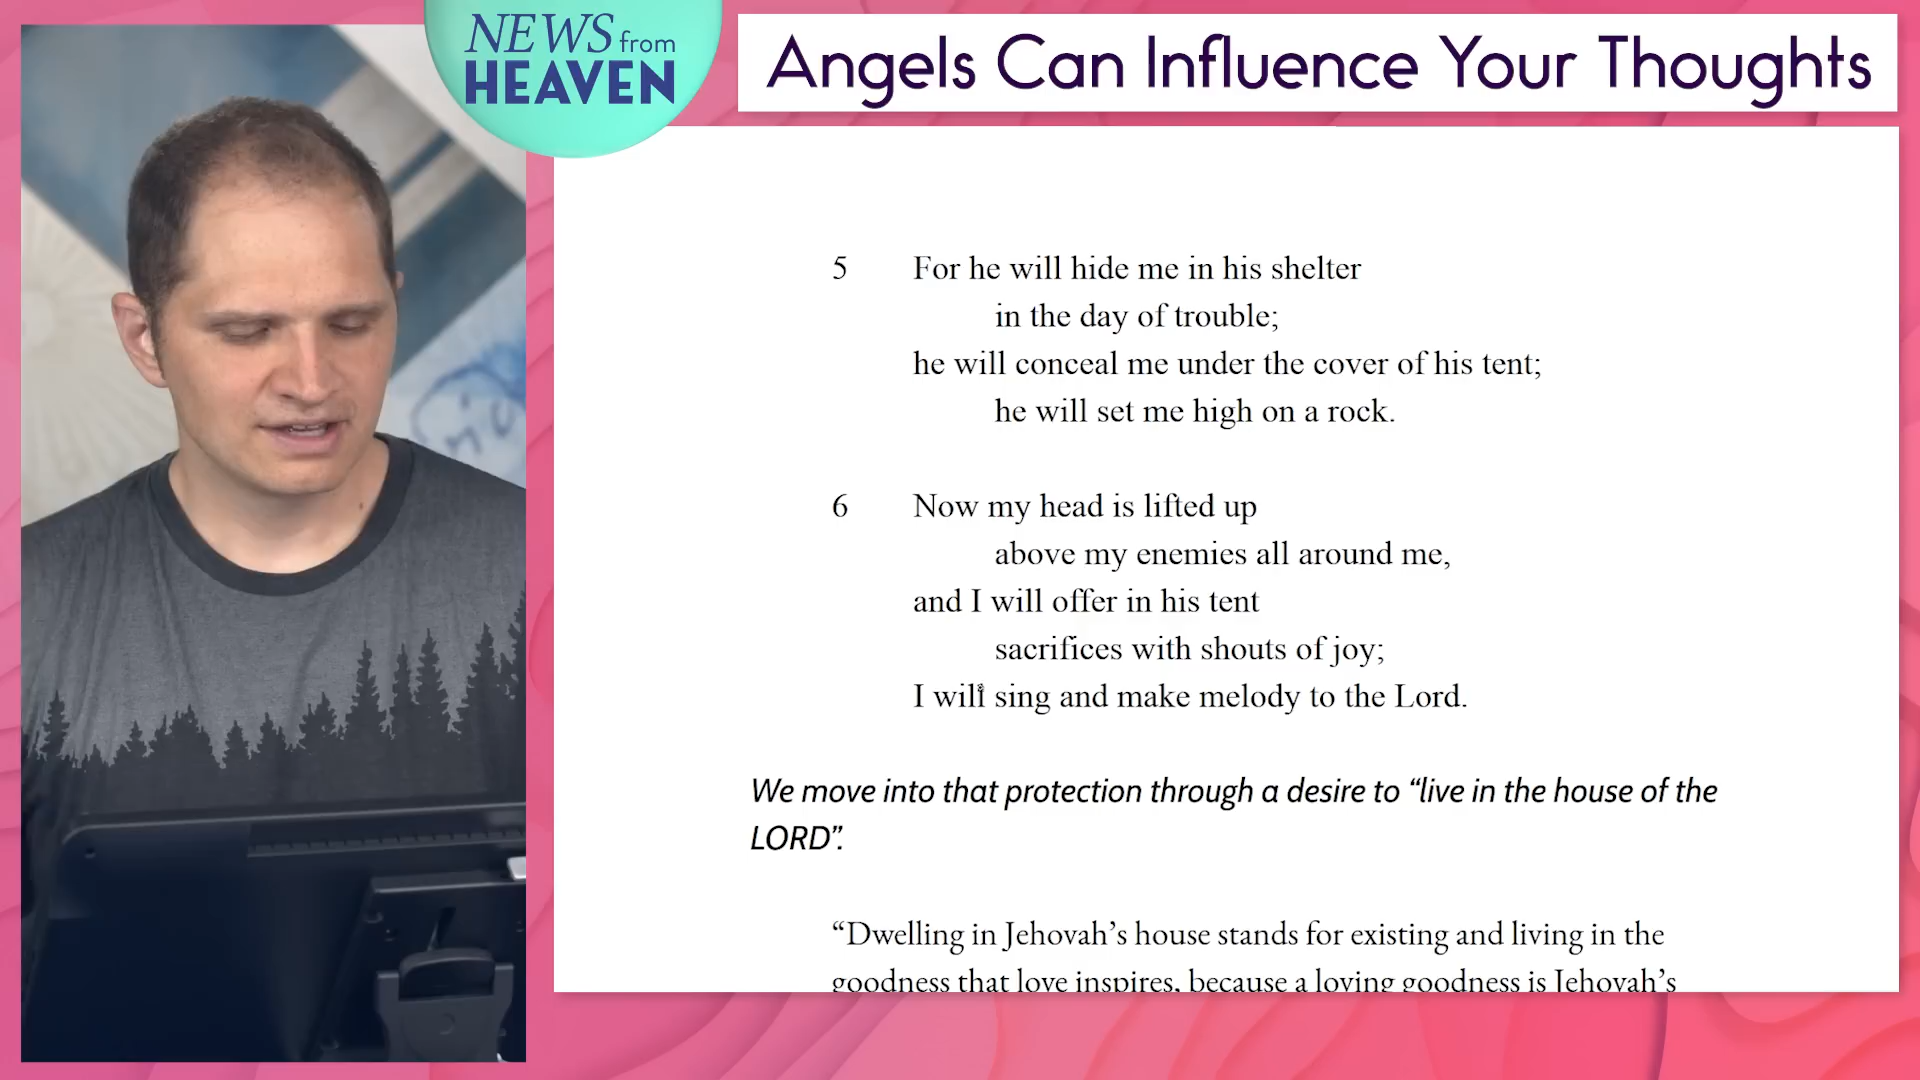 NEWS from
HEAVEN
Angels Can Influence Your Thoughts
5 For he will hide me in his shelter
in the day of trouble;
he will conceal me under the cover of his tent;
he will set me high on a rock.
6 Now my head is lifted up
above my enemies all around me,
and I will offer in his tent
sacrifices with shouts of joy;
I will sing and make melody to the Lord.
We move into that protection through a desire to “live in the house of the
LORD”.
“Dwelling in Jehovah’s house stands for existing and living in the
goodness that love inspires, because a loving goodness is Jehovah’s